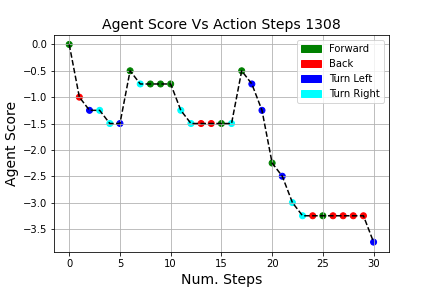 Agent Score Vs Action Steps 1308
Agent Score
0.0
−0.5
−1.0
−1.5
−2.0
−2.5
−3.0
−3.5
Forward
Back
Turn Left
Turn Right
0 5 10 15 20 25 30
Num. Steps